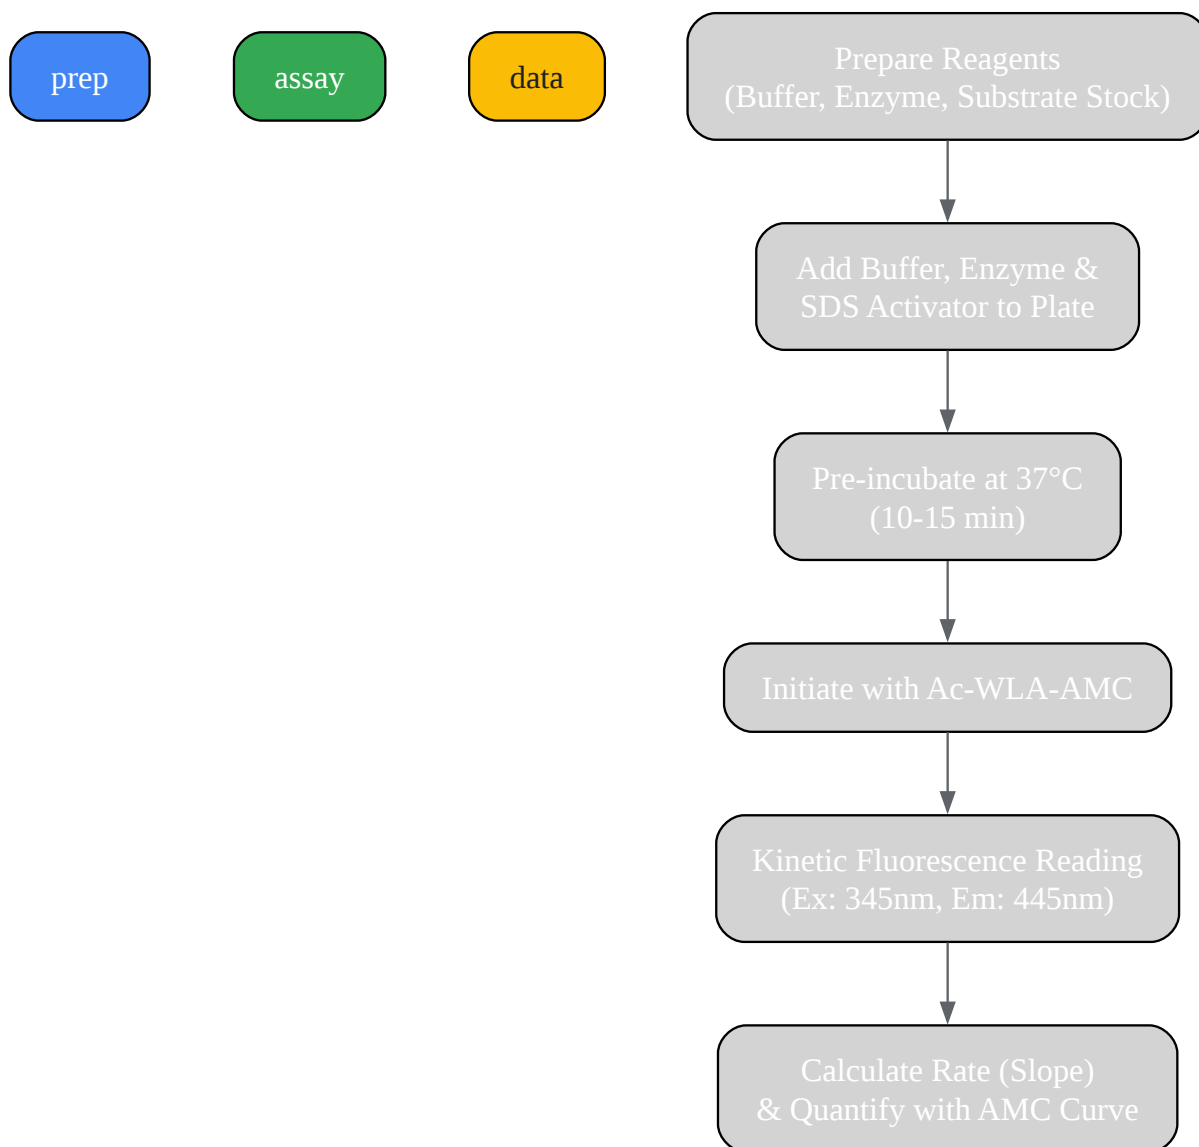 prep
assay
data
Prepare Reagents
(Buffer, Enzyme, Substrate Stock)
Add Buffer, Enzyme &
SDS Activator to Plate
Pre-incubate at 37°C
(10-15 min)
Initiate with Ac-WLA-AMC
Kinetic Fluorescence Reading
(Ex: 345nm, Em: 445nm)
Calculate Rate (Slope)
& Quantify with AMC Curve